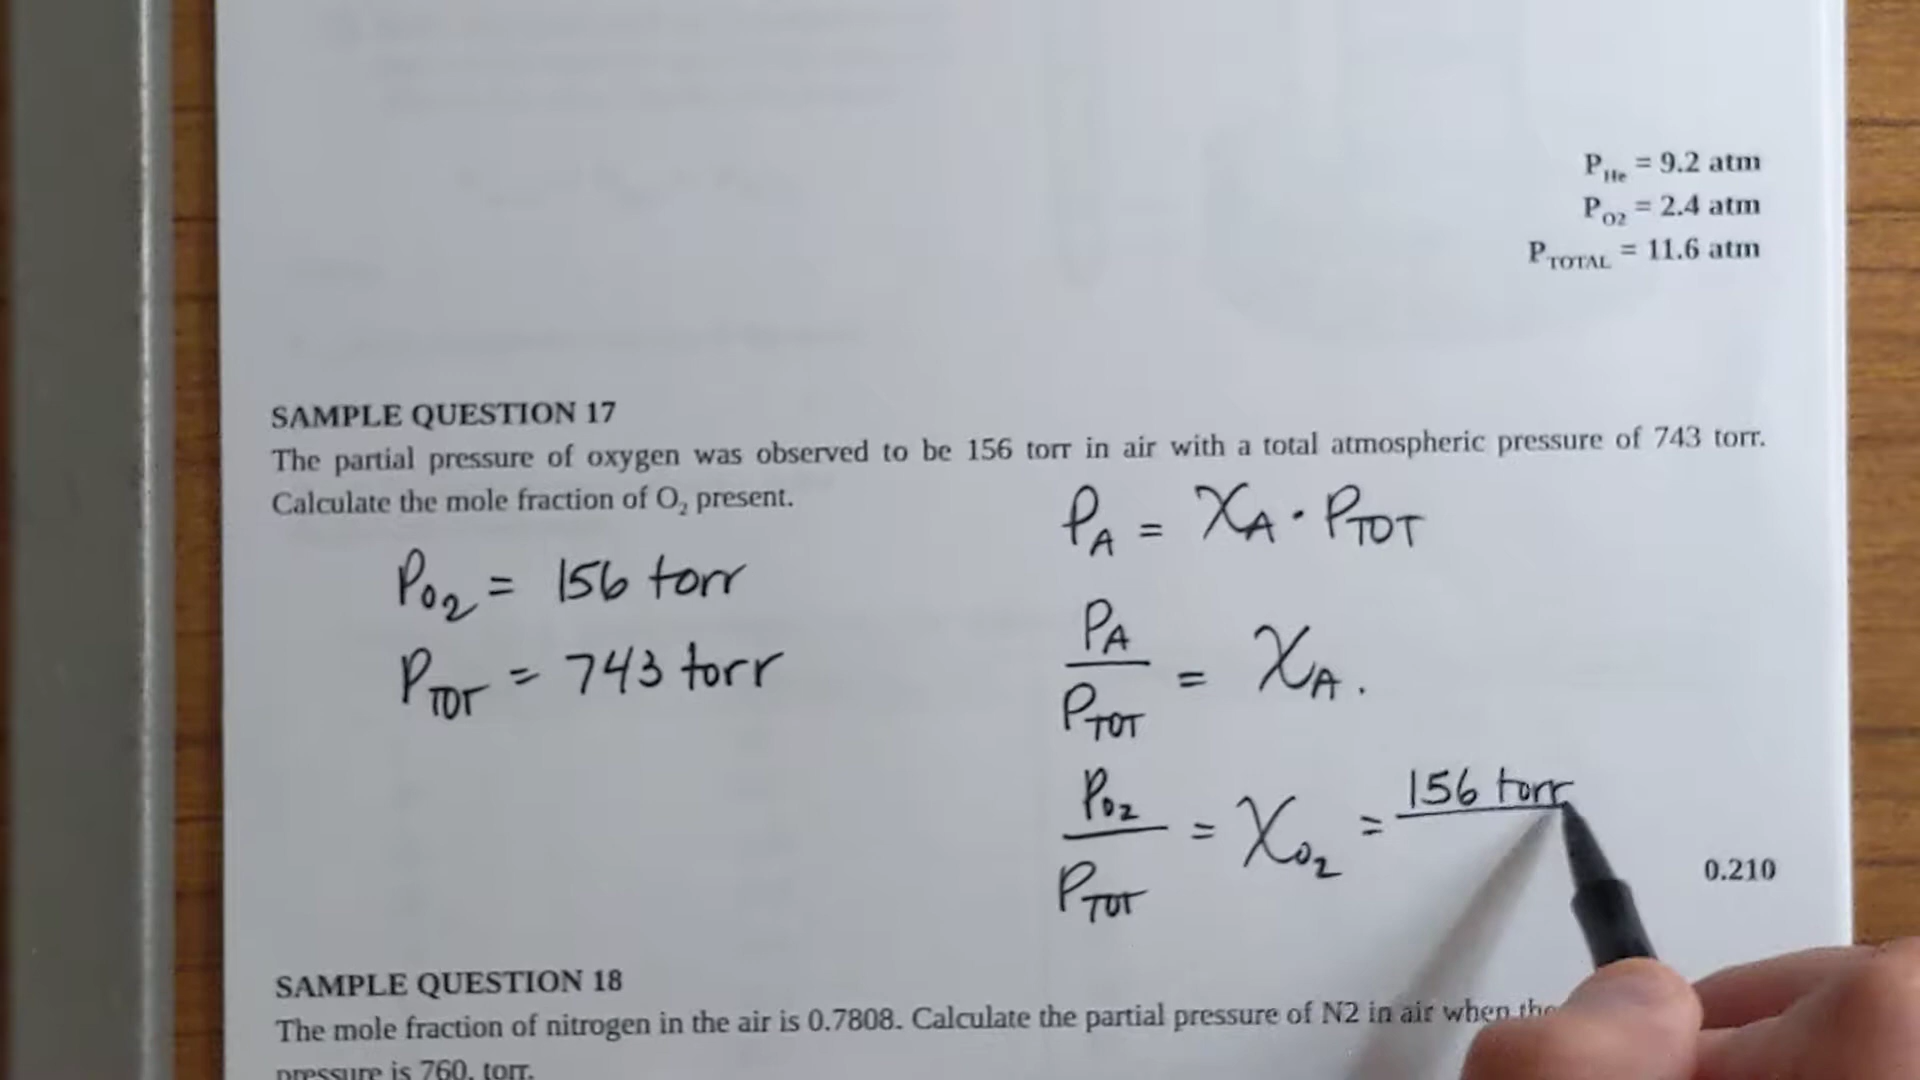 P He = 9.2 atm
P O2 = 2.4 atm
P TOTAL = 11.6 atm
SAMPLE QUESTION 17
The partial pressure of oxygen was observed to be 156 torr in air with a total atmospheric pressure of 743 torr.
Calculate the mole fraction of O₂ present.
P_A = X_A · P_TOT
P_O₂ = 156 torr
P_A / P_TOT = X_A.
P_TOT = 743 torr
P_O₂ / P_TOT = X_O₂ = 156 torr
0.210
SAMPLE QUESTION 18
The mole fraction of nitrogen in the air is 0.7808. Calculate the partial pressure of N2 in air when the
pressure is 760. torr.